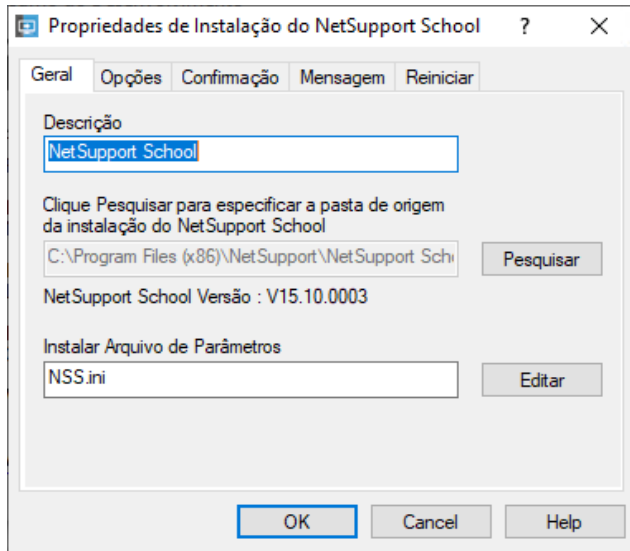 Propriedades de Instalação do NetSupport School ?
Geral Opções Confirmação Mensagem Reiniciar
Descrição
NetSupport School
Clique Pesquisar para especificar a pasta de origem
da instalação do NetSupport School
C:\Program Files (x86)\NetSupport\NetSupport Sch
Pesquisar
NetSupport School Versão : V15.10.0003
Instalar Arquivo de Parâmetros
NSS.ini
Editar
OK Cancel Help